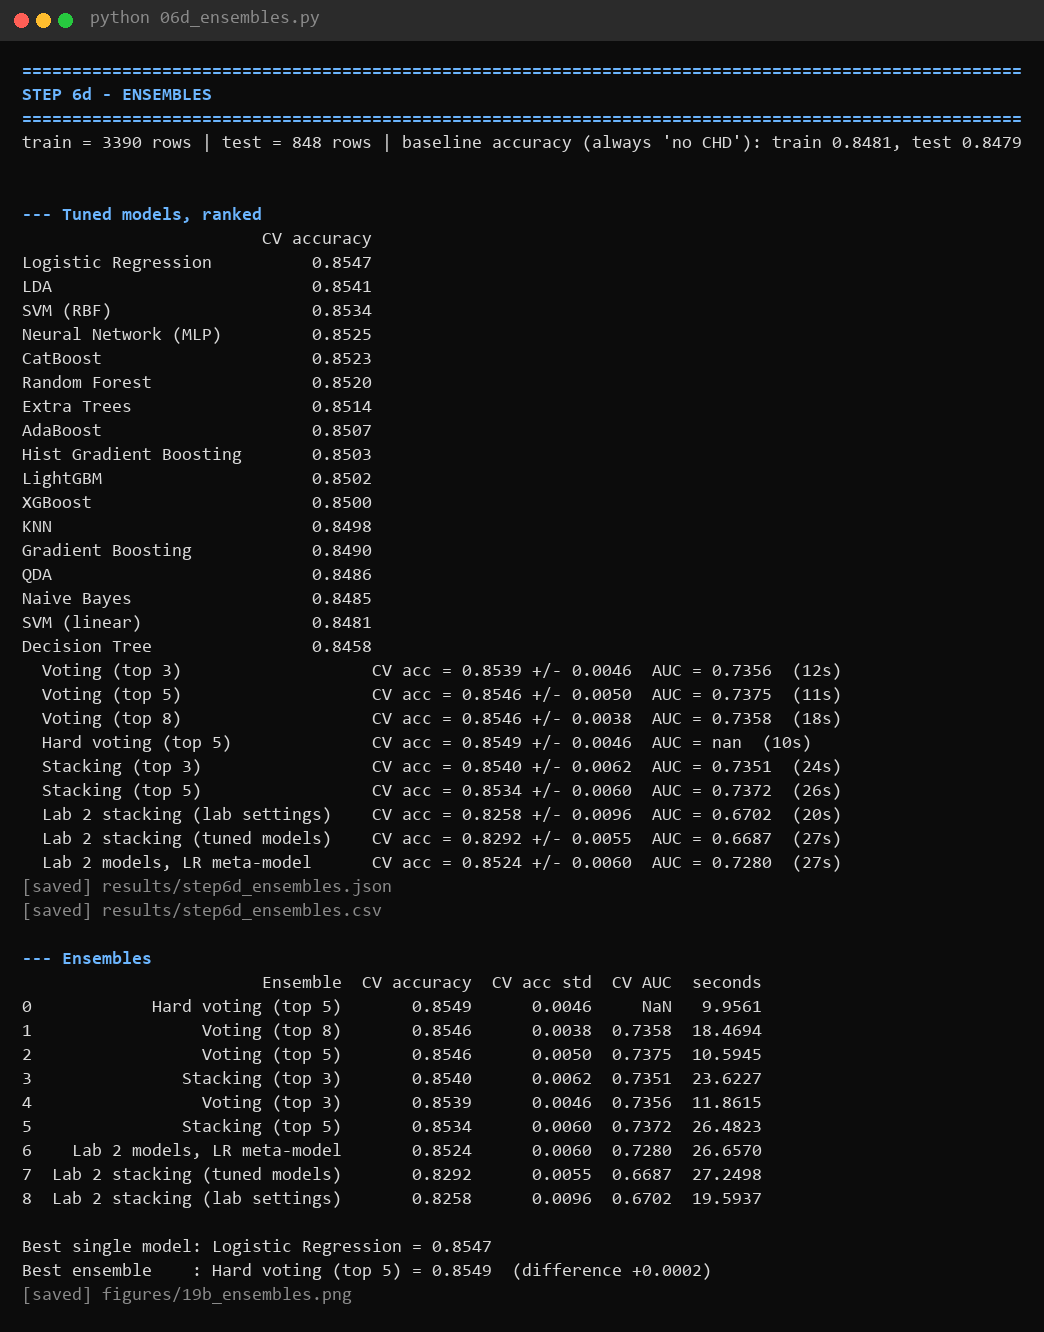 python 06d_ensembles.py
====================================================================================================
STEP 6d - ENSEMBLES
====================================================================================================
train = 3390 rows | test = 848 rows | baseline accuracy (always 'no CHD'): train 0.8481, test 0.8479
--- Tuned models, ranked
                        CV accuracy
Logistic Regression          0.8547
LDA                          0.8541
SVM (RBF)                    0.8534
Neural Network (MLP)         0.8525
CatBoost                     0.8523
Random Forest                0.8520
Extra Trees                  0.8514
AdaBoost                     0.8507
Hist Gradient Boosting       0.8503
LightGBM                     0.8502
XGBoost                      0.8500
KNN                          0.8498
Gradient Boosting            0.8490
QDA                          0.8486
Naive Bayes                  0.8485
SVM (linear)                 0.8481
Decision Tree                0.8458
  Voting (top 3)                   CV acc = 0.8539 +/- 0.0046  AUC = 0.7356  (12s)
  Voting (top 5)                   CV acc = 0.8546 +/- 0.0050  AUC = 0.7375  (11s)
  Voting (top 8)                   CV acc = 0.8546 +/- 0.0038  AUC = 0.7358  (18s)
  Hard voting (top 5)              CV acc = 0.8549 +/- 0.0046  AUC = nan  (10s)
  Stacking (top 3)                 CV acc = 0.8540 +/- 0.0062  AUC = 0.7351  (24s)
  Stacking (top 5)                 CV acc = 0.8534 +/- 0.0060  AUC = 0.7372  (26s)
  Lab 2 stacking (lab settings)    CV acc = 0.8258 +/- 0.0096  AUC = 0.6702  (20s)
  Lab 2 stacking (tuned models)    CV acc = 0.8292 +/- 0.0055  AUC = 0.6687  (27s)
  Lab 2 models, LR meta-model      CV acc = 0.8524 +/- 0.0060  AUC = 0.7280  (27s)
[saved] results/step6d_ensembles.json
[saved] results/step6d_ensembles.csv
--- Ensembles
                        Ensemble  CV accuracy  CV acc std  CV AUC  seconds
0            Hard voting (top 5)       0.8549      0.0046     NaN   9.9561
1                 Voting (top 8)       0.8546      0.0038  0.7358  18.4694
2                 Voting (top 5)       0.8546      0.0050  0.7375  10.5945
3               Stacking (top 3)       0.8540      0.0062  0.7351  23.6227
4                 Voting (top 3)       0.8539      0.0046  0.7356  11.8615
5               Stacking (top 5)       0.8534      0.0060  0.7372  26.4823
6    Lab 2 models, LR meta-model       0.8524      0.0060  0.7280  26.6570
7  Lab 2 stacking (tuned models)       0.8292      0.0055  0.6687  27.2498
8  Lab 2 stacking (lab settings)       0.8258      0.0096  0.6702  19.5937
Best single model: Logistic Regression = 0.8547
Best ensemble    : Hard voting (top 5) = 0.8549  (difference +0.0002)
[saved] figures/19b_ensembles.png